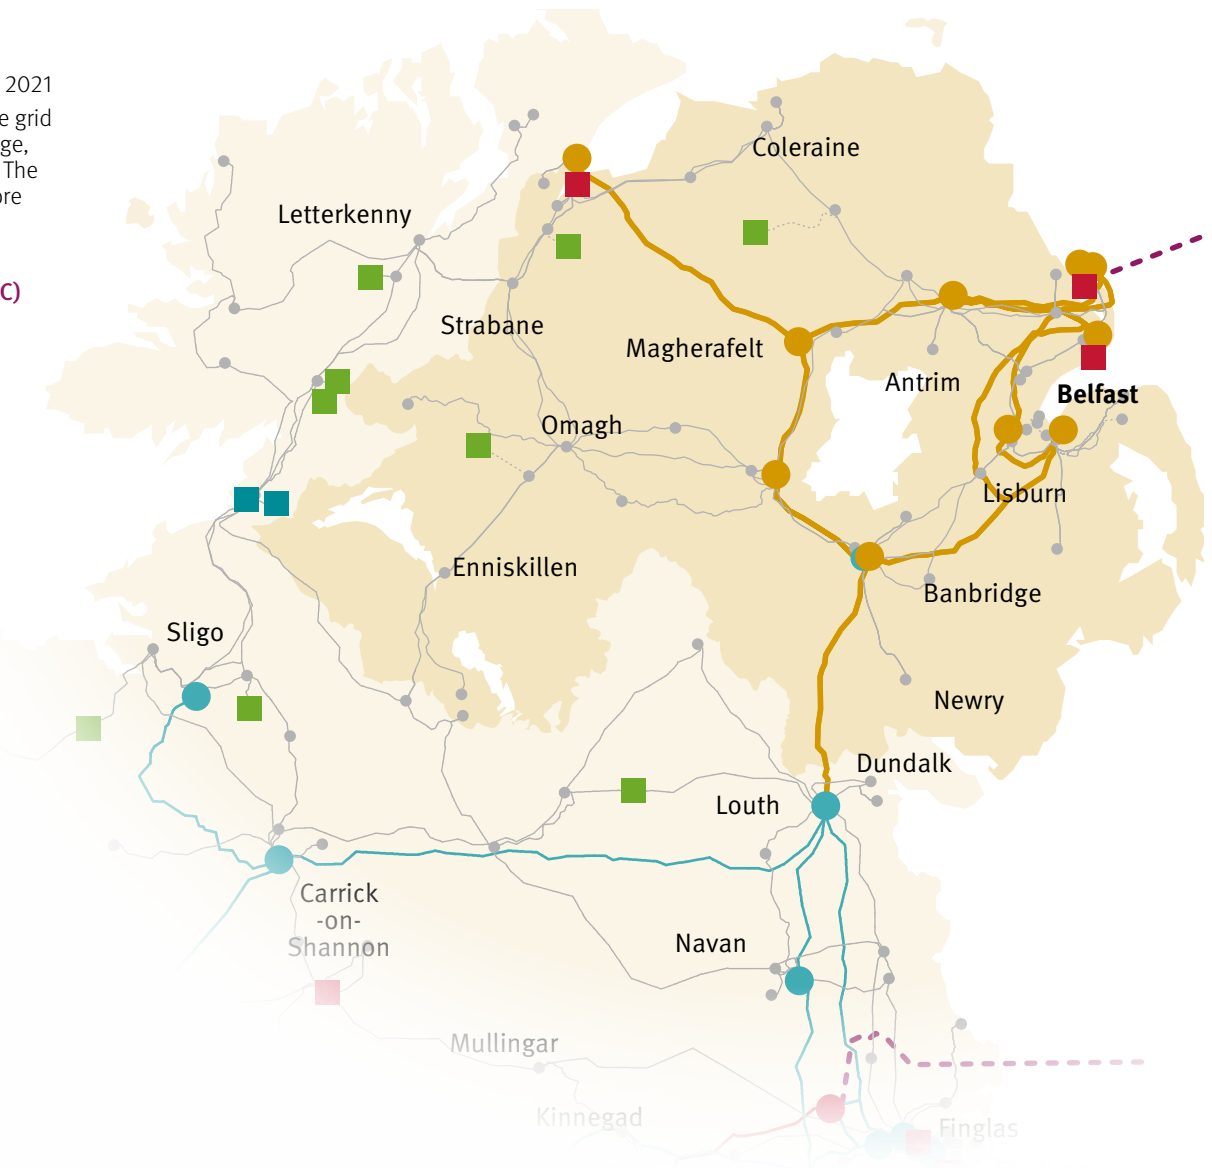 2021
e grid
ge,
The
ore
C)
Coleraine
Letterkenny
Strabane
Magherafelt
Antrim
Belfast
Omagh
Lisburn
Enniskillen
Banbridge
Sligo
Newry
Dundalk
Louth
Carrick
-on-
Shannon
Navan
Mullingar
Kinnegad
Finglas